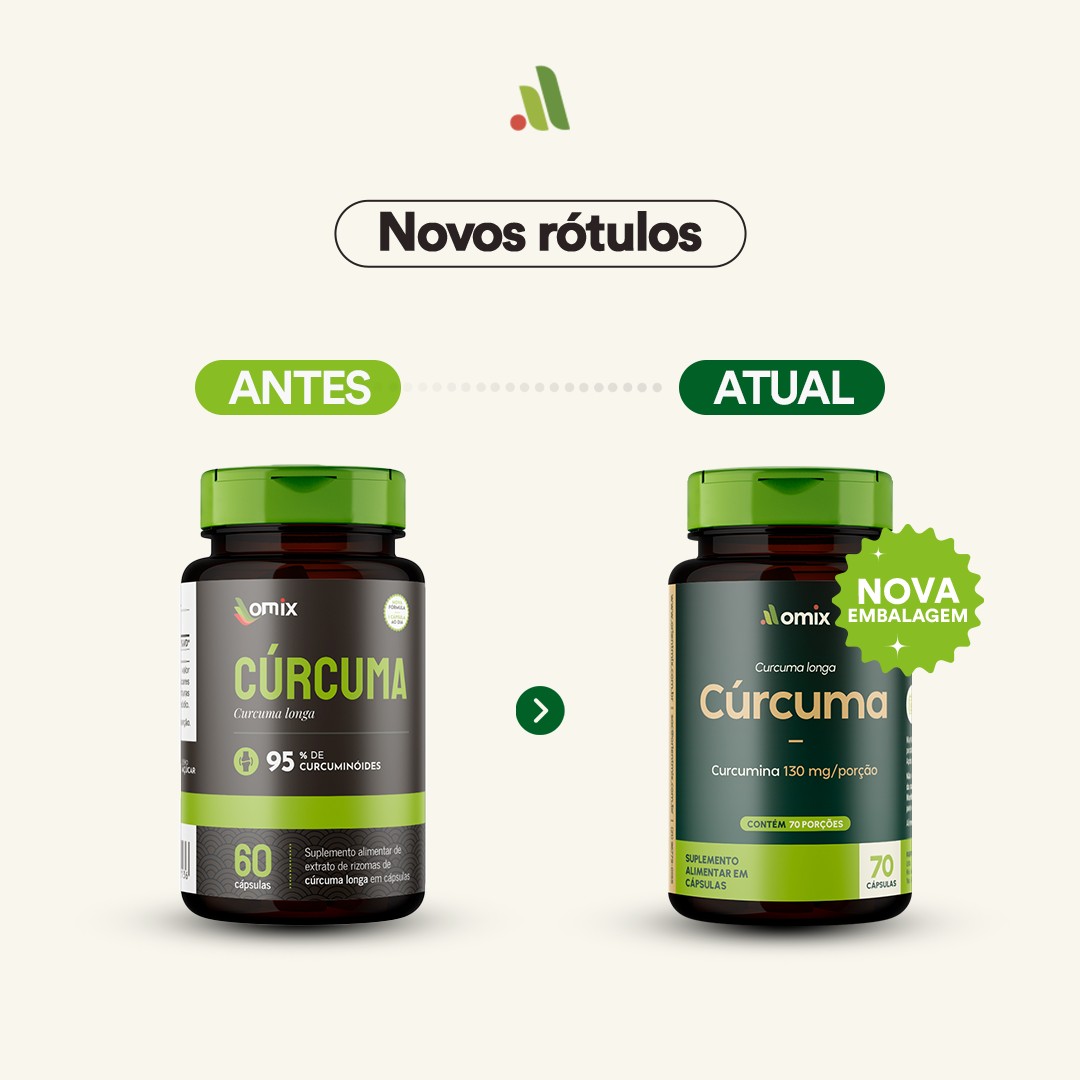 Novos rótulos
ANTES
ATUAL
omix
NOVA
FÓRMULA
CÚRCUMA
Curcuma longa
95 % DE
CURCUMINÓIDES
60
cápsulas
Suplemento alimentar de
extrato de rizomas de
cúrcuma longa em cápsulas
omix
Curcuma longa
Cúrcuma
Curcumina 130 mg/porção
CONTÉM 70 PORÇÕES
SUPLEMENTO
ALIMENTAR EM
CÁPSULAS
70
CÁPSULAS
NOVA
EMBALAGEM